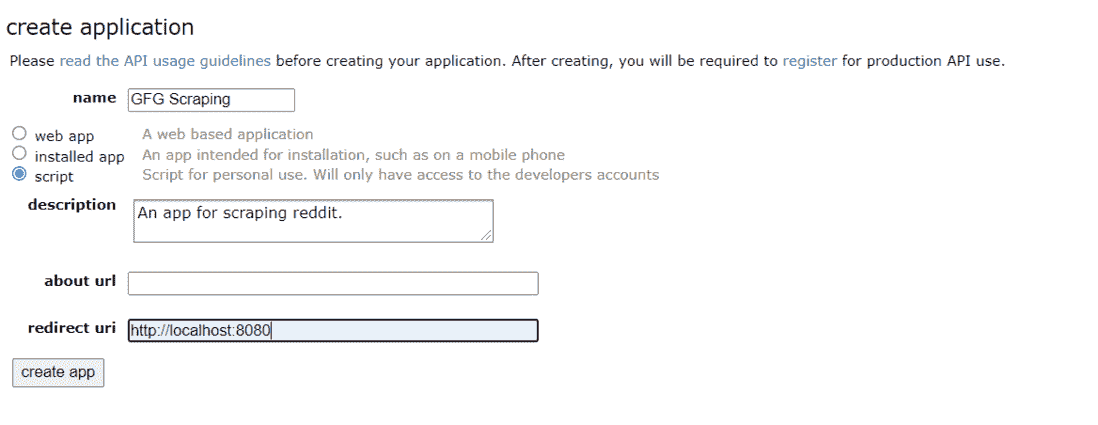 create application
Please read the API usage guidelines before creating your application. After creating, you will be required to register for production API use.
name GFG Scraping
web app A web based application
installed app An app intended for installation, such as on a mobile phone
script Script for personal use. Will only have access to the developers accounts
description An app for scraping reddit.
about url
redirect uri http://localhost:8080
create app